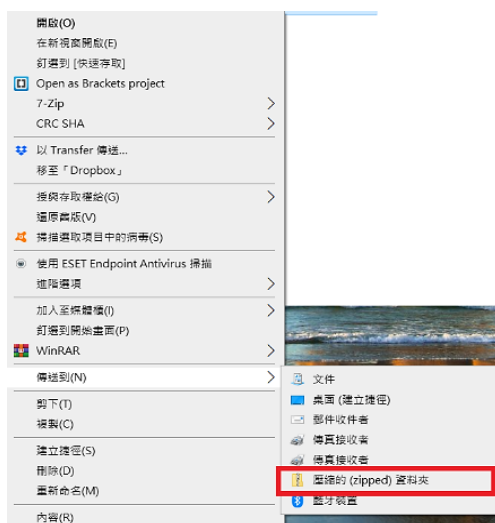 開啟(O)
在新視窗開啟(E)
釘選到 [快速存取]
Open as Brackets project
7-Zip
CRC SHA
以 Transfer 傳送...
移至「Dropbox」
授與存取權給(G)
還原舊版(V)
掃描選取項目中的病毒(S)
使用 ESET Endpoint Antivirus 掃描
進階選項
加入至媒體櫃(I)
釘選到開始畫面(P)
WinRAR
傳送到(N)
文件
桌面 (建立捷徑)
郵件收件者
傳真接收者
傳真接收者
壓縮的 (zipped) 資料夾
藍牙裝置
剪下(T)
複製(C)
建立捷徑(S)
刪除(D)
重新命名(M)
內容(R)